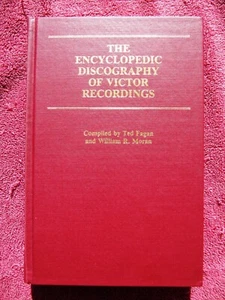 THE
ENCYCLOPEDIC
DISCOGRAPHY
OF VICTOR
RECORDINGS
Compiled by Ted Fagan
and William R. Moran